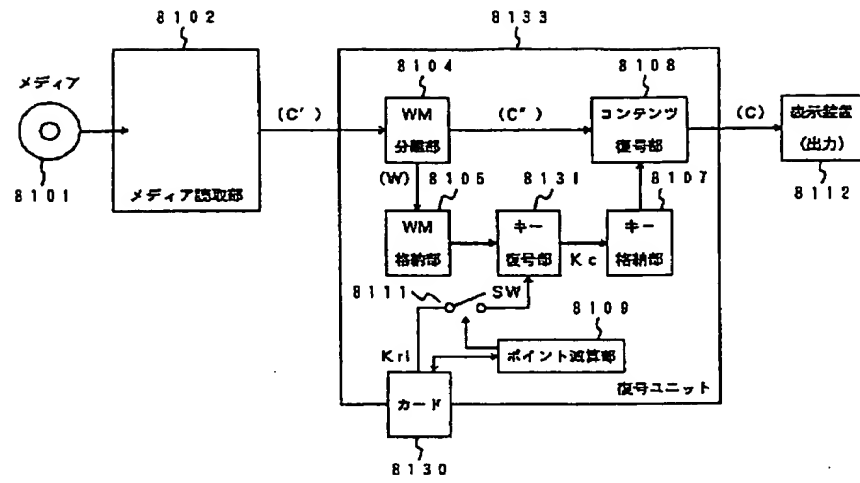 8102
8133
メディア
8104
8108
(C')
WM
分離部
(C")
コンテンツ
復号部
(C)
表示装置
(出力)
8101
メディア読取部
(W)
8105
8131
8107
8112
WM
格納部
キー
復号部
Kc
キー
格納部
8111
SW
8109
Kri
ポイント減算部
カード
復号ユニット
8130